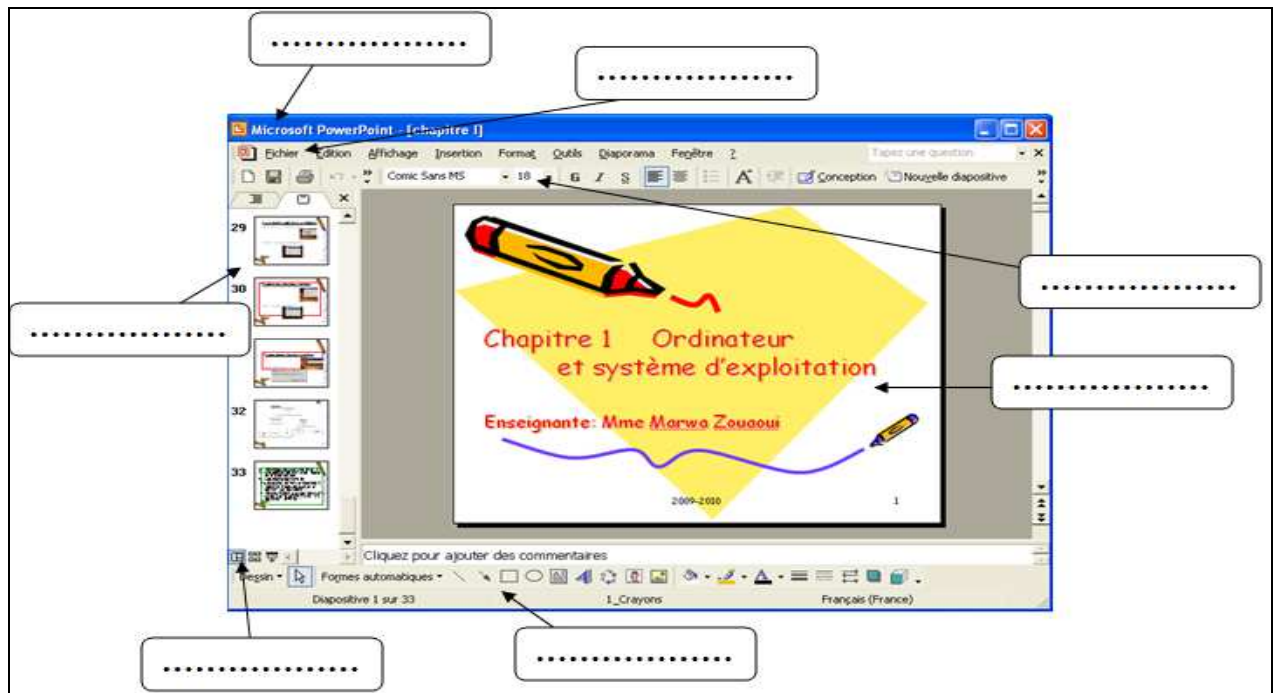 ..................
..................
Microsoft PowerPoint - [chapitre I]
Fichier Edition Affichage Insertion Format Outils Diaporama Fenêtre ? Tapez une question
Comic Sans MS 18 G I S A Conception Nouvelle diapositive
29
30
32
33
Chapitre 1 Ordinateur
et système d'exploitation
Enseignante: Mme Marwa Zouaoui
2009-2010 1
..................
..................
..................
Cliquez pour ajouter des commentaires
Dessin Formes automatiques
Diapositive 1 sur 33 1_Crayons Français (France)
..................
..................